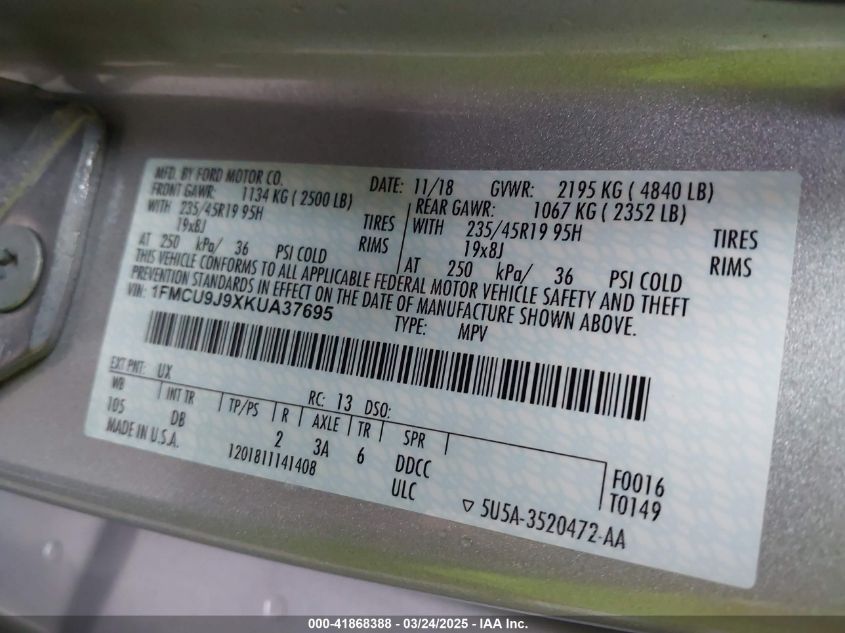 MFD. BY FORD MOTOR CO. DATE: 11/18 GVWR: 2195 KG ( 4840 LB)
FRONT GAWR: 1134 KG ( 2500 LB) REAR GAWR: 1067 KG ( 2352 LB)
WITH 235/45R19 95H TIRES WITH 235/45R19 95H TIRES
19x8J RIMS 19x8J RIMS
AT 250 kPa/ 36 PSI COLD AT 250 kPa/ 36 PSI COLD
THIS VEHICLE CONFORMS TO ALL APPLICABLE FEDERAL MOTOR VEHICLE SAFETY AND THEFT
PREVENTION STANDARDS IN EFFECT ON THE DATE OF MANUFACTURE SHOWN ABOVE.
VIN: 1FMCU9J9XKUA37695
TYPE: MPV
EXT PNT: UX RC: 13 DSO:
WB INT TR TP/PS R AXLE TR SPR
105 DB 2 3A 6 DDCC F0016
MADE IN U.S.A. 1201811141408 ULC T0149
▽ 5U5A-3520472-AA
000-41868388 - 03/24/2025 - IAA Inc.